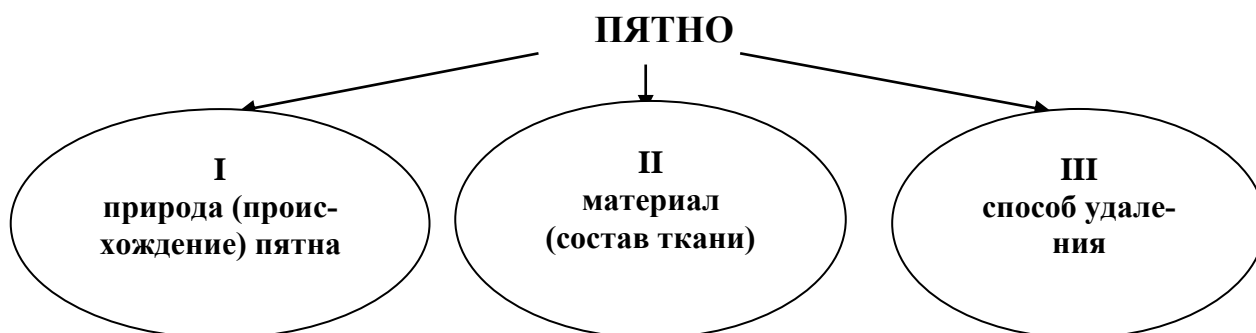 ПЯТНО
I
природа (проис-
хождение) пятна
II
материал
(состав ткани)
III
способ удале-
ния